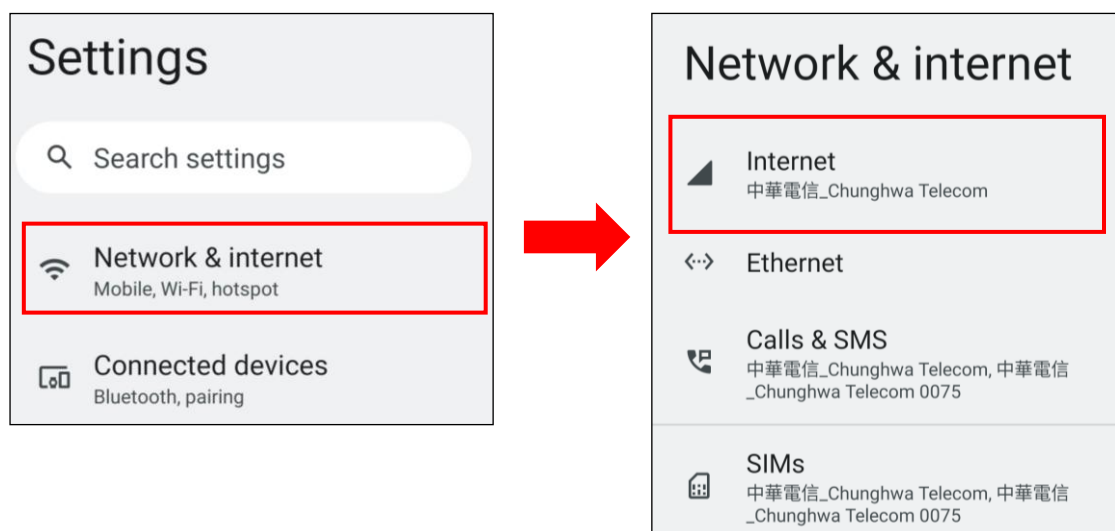 Settings
Search settings
Network & internet
Mobile, Wi-Fi, hotspot
Connected devices
Bluetooth, pairing
Network & internet
Internet
中華電信_Chunghwa Telecom
Ethernet
Calls & SMS
中華電信_Chunghwa Telecom, 中華電信
_Chunghwa Telecom 0075
SIMs
中華電信_Chunghwa Telecom, 中華電信
_Chunghwa Telecom 0075